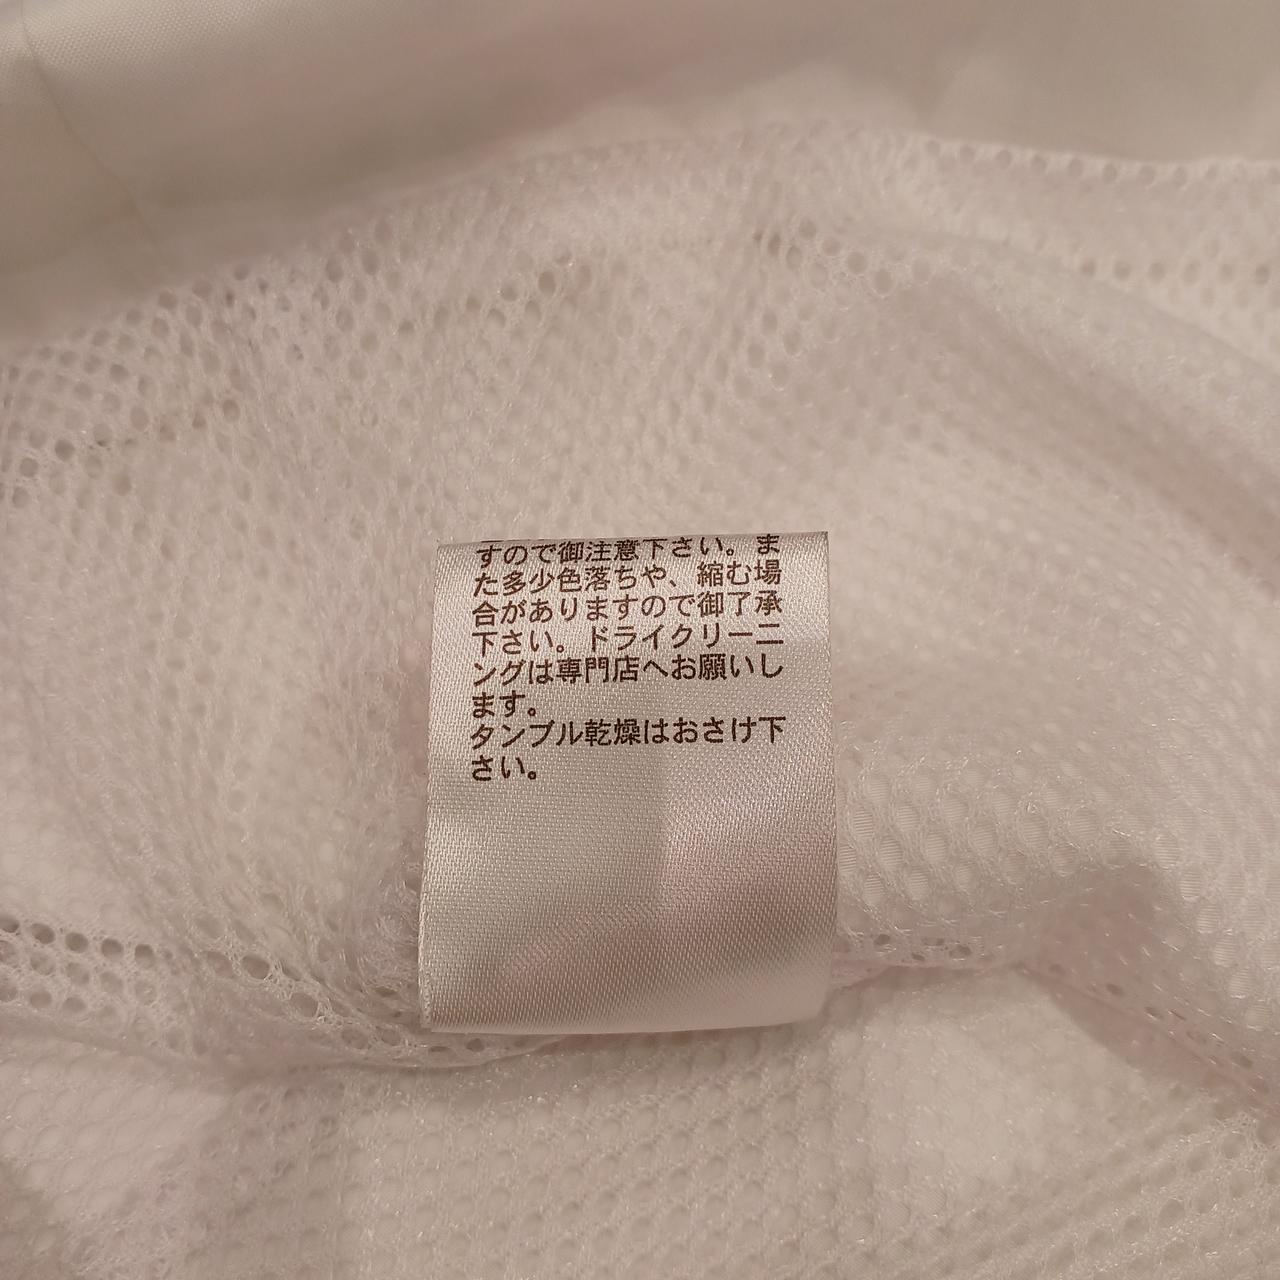 すので御注意下さい。ま
た多少色落ちや、縮む場
合がありますので御了承
下さい。ドライクリーニ
ングは専門店へお願いし
ます。
タンブル乾燥はおさけ下
さい。